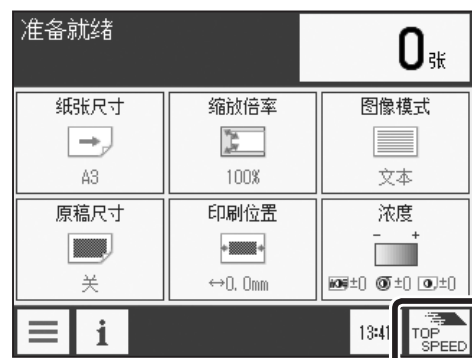 准备就绪
0张
纸张尺寸 缩放倍率 图像模式
A3 100% 文本
原稿尺寸 印刷位置 浓度
- +
关 ↔0.0mm ±0 ±0 ±0
i 13:41 TOP SPEED